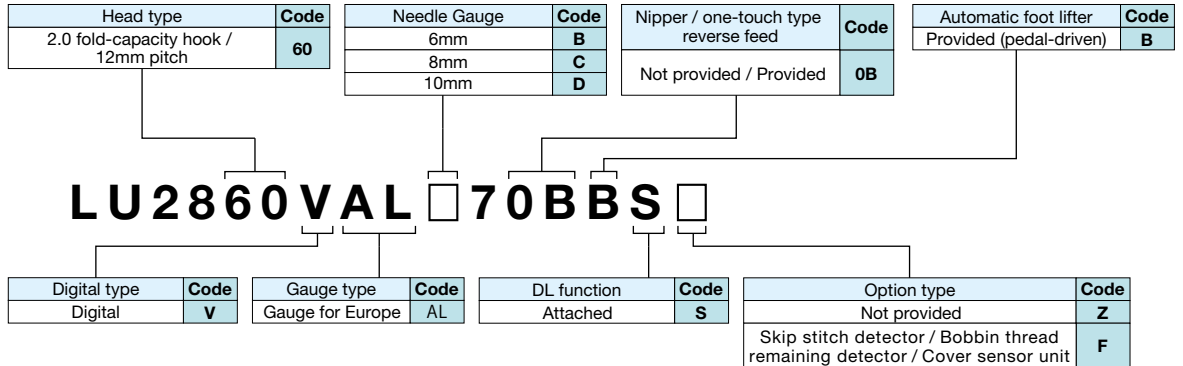 Head type Code
2.0 fold-capacity hook /
12mm pitch
60
Needle Gauge Code
6mm B
8mm C
10mm D
Nipper / one-touch type
reverse feed
Code
Not provided / Provided 0B
Automatic foot lifter Code
Provided (pedal-driven) B
LU2860VAL□70BBS□
Digital type Code
Digital V
Gauge type Code
Gauge for Europe AL
DL function Code
Attached S
Option type Code
Not provided Z
Skip stitch detector / Bobbin thread
remaining detector / Cover sensor unit
F